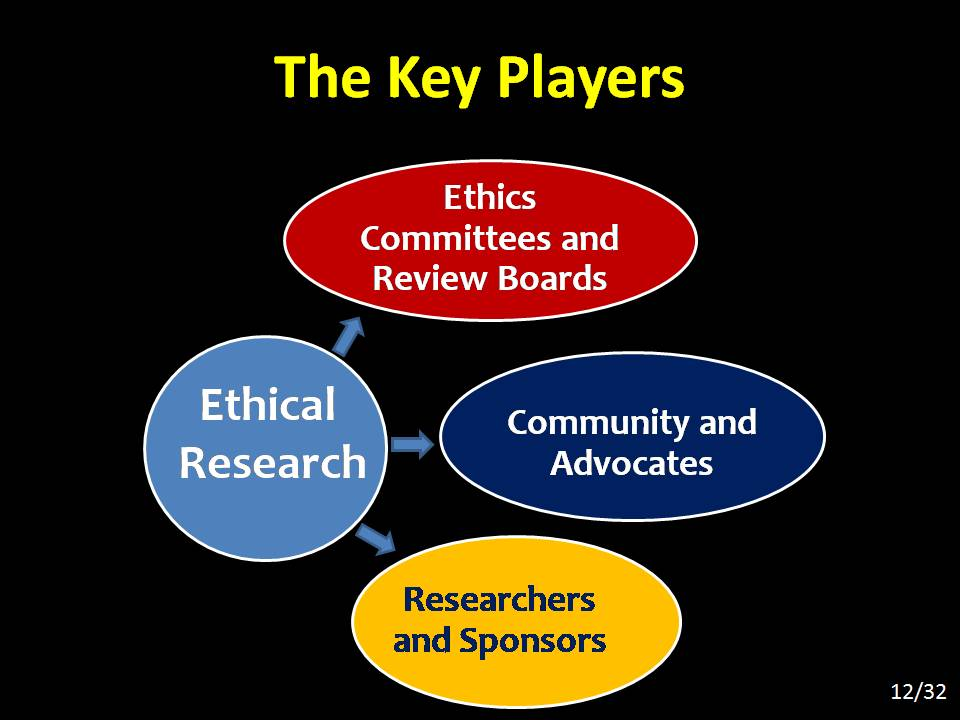 The Key Players
Ethics
Committees and
Review Boards
Ethical
Research
Community and
Advocates
Researchers
and Sponsors
12/32